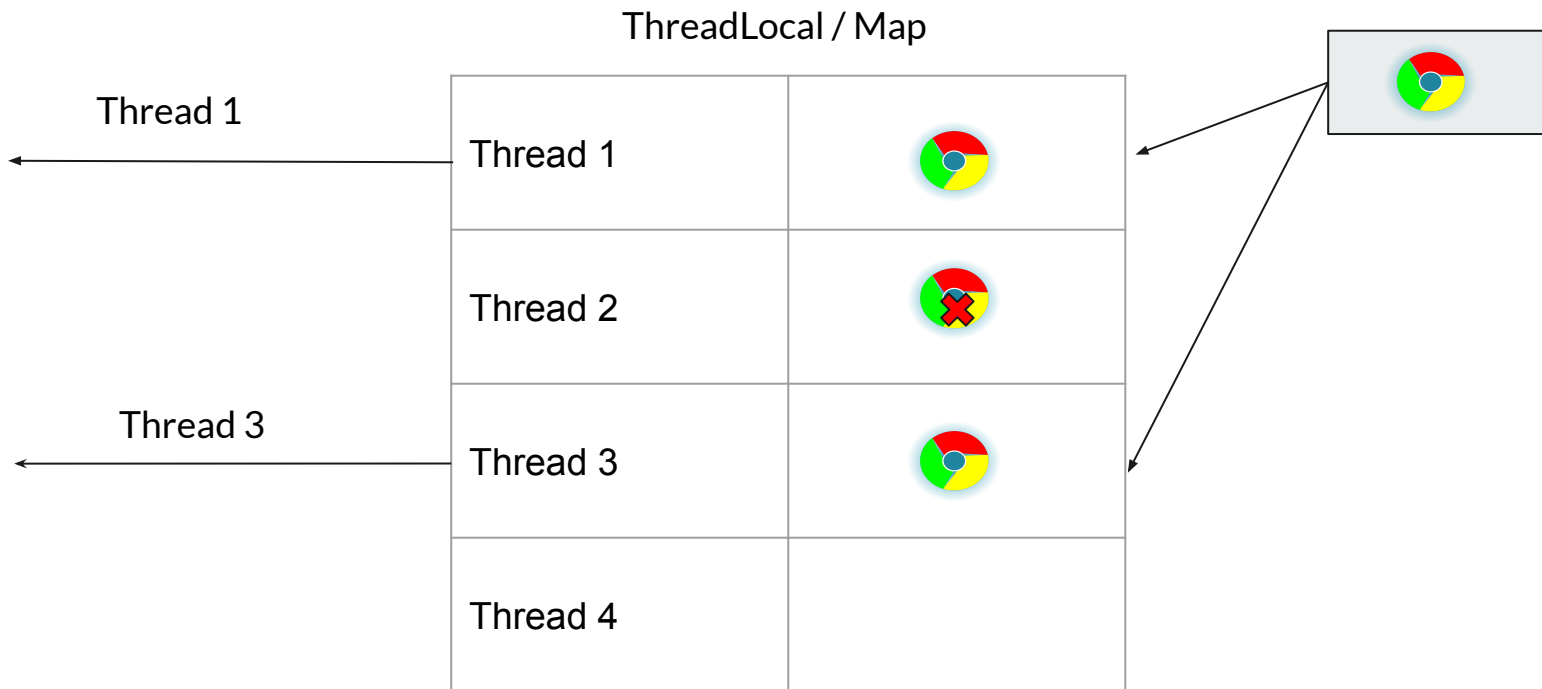 ThreadLocal / Map
Thread 1
Thread 1
Thread 2
Thread 3
Thread 3
Thread 4